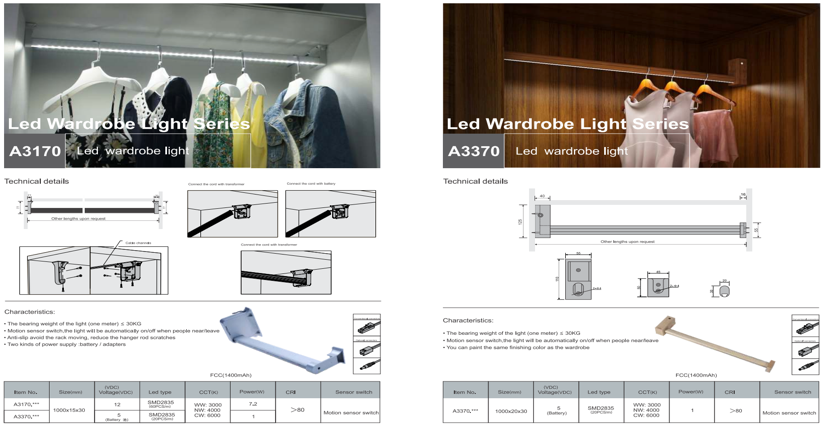 Led Wardrobe Light Series
A3170 Led wardrobe light
Technical details
Connect the cord with transformer
Connect the cord with battery
Other lengths upon request
Cable channels
Connect the cord with transformer
Characteristics:
• The bearing weight of the light (one meter) ≤ 30KG
• Motion sensor switch,the light will be automatically on/off when people near/leave
• Anti-slip avoid the rack moving, reduce the hanger rod scratches
• Two kinds of power supply :battery / adapters
FCC(1400mAh)
Item No. Size(mm) (VDC) Voltage(VDC) Led type CCT(K) Power(W) CRI Sensor switch
A3170,*** 1000x15x30 12 SMD2835 WW: 3000 NW: 4000 CW: 6000 7.2 >80 Motion sensor switch
A3370,*** 5 (Battery) SMD2835 (20PCS/m) 1
Led Wardrobe Light Series
A3370 Led wardrobe light
Technical details
40
125
Other lengths upon request
Characteristics:
• The bearing weight of the light (one meter) ≤ 30KG
• Motion sensor switch,the light will be automatically on/off when people near/leave
• You can paint the same finishing color as the wardrobe
FCC(1400mAh)
Item No. Size(mm) (VDC) Voltage(VDC) Led type CCT(K) Power(W) CRI Sensor switch
A3370,*** 1000x20x30 5 (Battery) SMD2835 (20PCS/m) WW: 3000 NW: 4000 CW: 6000 1 >80 Motion sensor switch